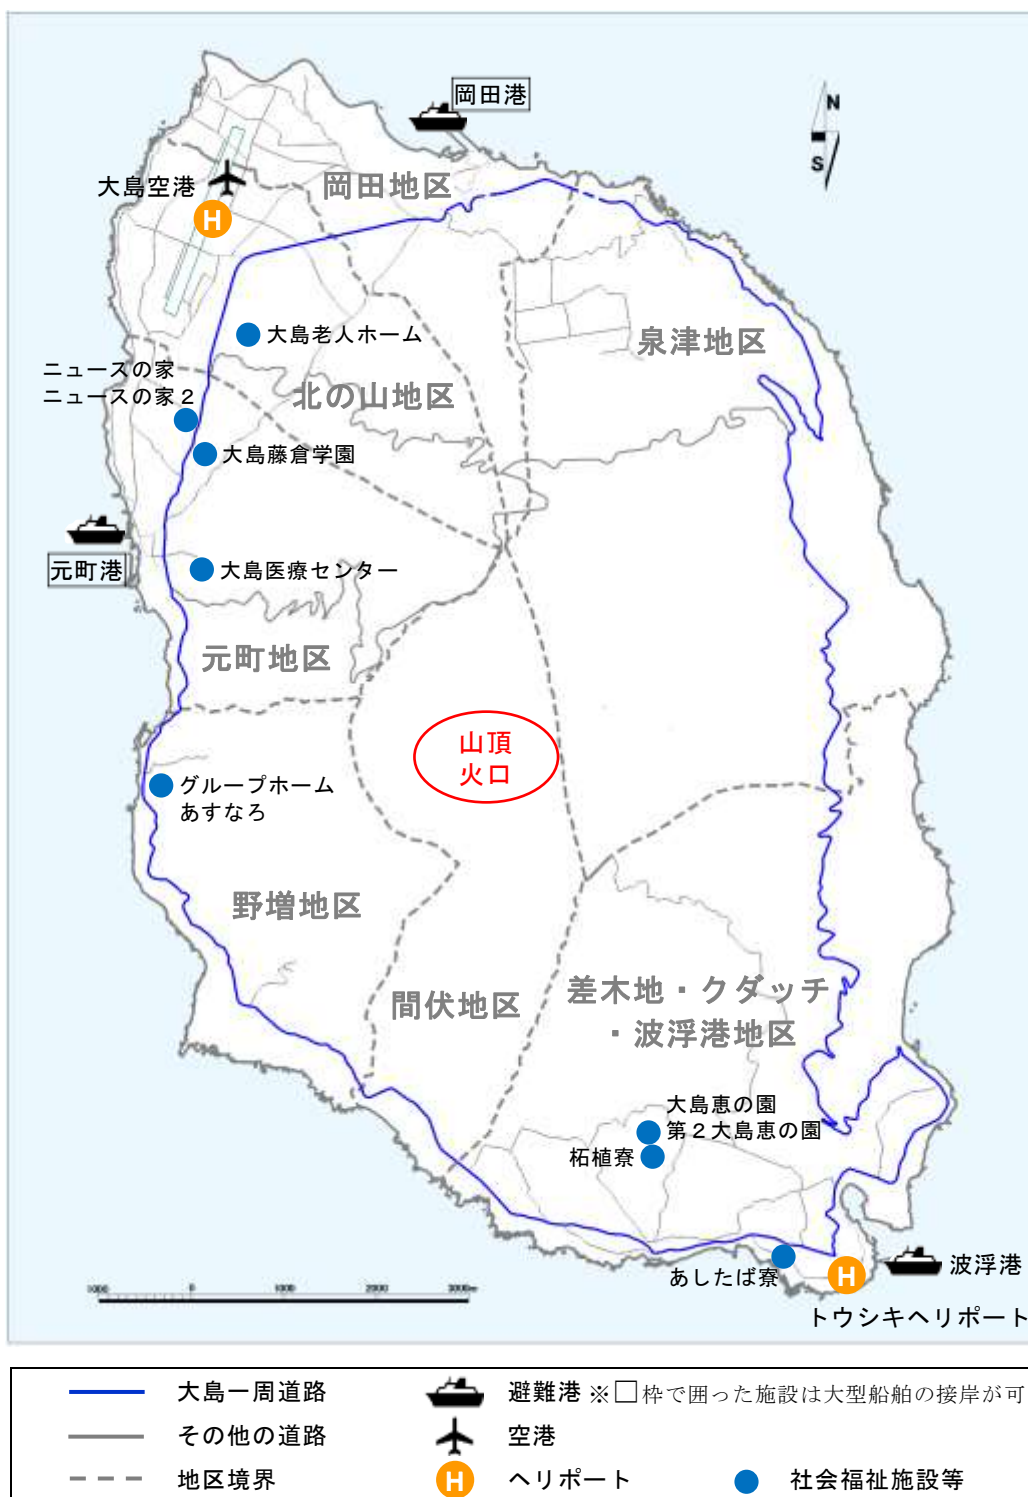 岡田港
N
S
岡田地区
大島空港
H
大島老人ホーム
泉津地区
ニュースの家
ニュースの家2
北の山地区
大島藤倉学園
元町港
大島医療センター
元町地区
山頂
火口
グループホーム
あすなろ
野増地区
間伏地区
差木地・クダッチ
・波浮港地区
大島恵の園
第2大島恵の園
柘植寮
あしたば寮
H
波浮港
トウシキヘリポート
1000 0 1000 2000 3000m
大島一周道路
避難港 ※□枠で囲った施設は大型船舶の接岸が可
その他の道路
空港
地区境界
H
ヘリポート
社会福祉施設等